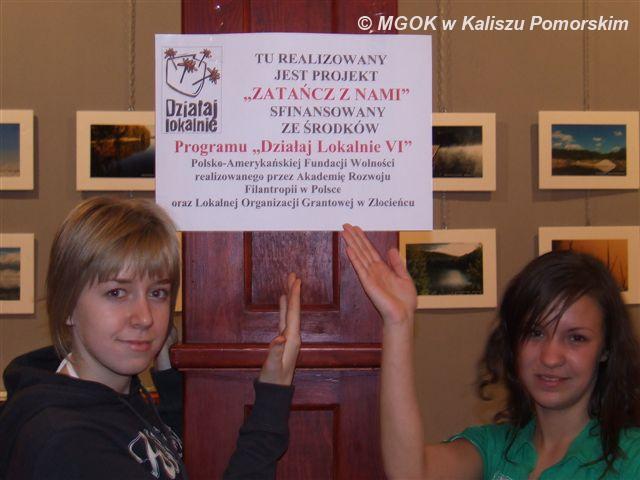 © MGOK w Kaliszu Pomorskim
Działaj
lokalnie
TU REALIZOWANY
JEST PROJEKT
„ZATAŃCZ Z NAMI”
SFINANSOWANY
ZE ŚRODKÓW
Programu „Działaj Lokalnie VI”
Polsko-Amerykańskiej Fundacji Wolności
realizowanego przez Akademię Rozwoju
Filantropii w Polsce
oraz Lokalnej Organizacji Grantowej w Złocieńcu